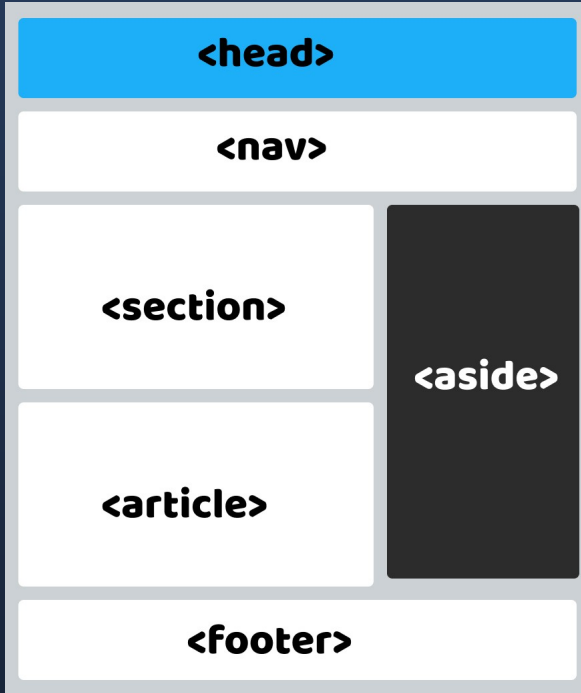 <head>
<nav>
<section>
<aside>
<article>
<footer>